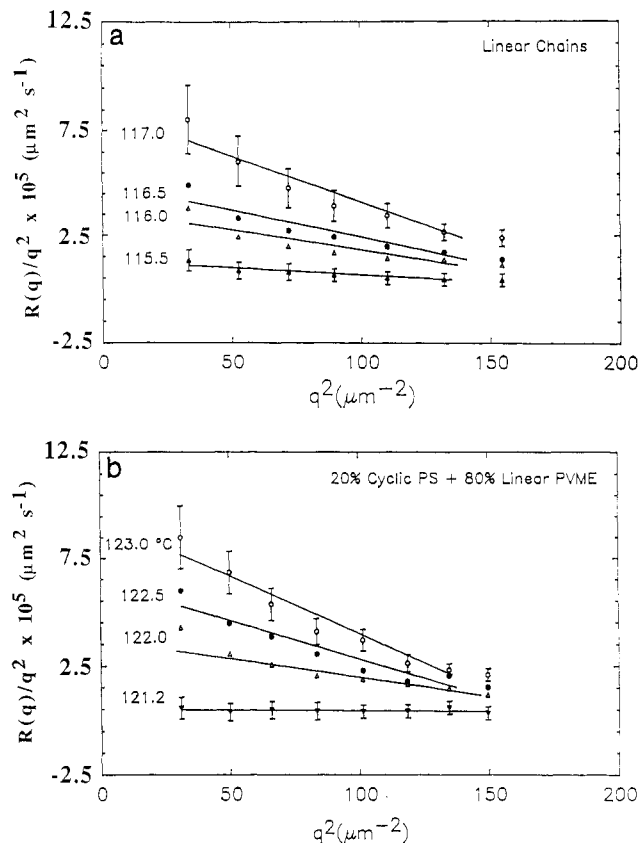 a
Linear Chains
12.5
7.5
2.5
-2.5
R(q)/q² x 10⁵ (μm² s⁻¹)
117.0
116.5
116.0
115.5
0
50
100
150
200
q²(μm⁻²)
b
20% Cyclic PS + 80% Linear PVME
12.5
7.5
2.5
-2.5
R(q)/q² x 10⁵ (μm² s⁻¹)
123.0 °C
122.5
122.0
121.2
0
50
100
150
200
q²(μm⁻²)